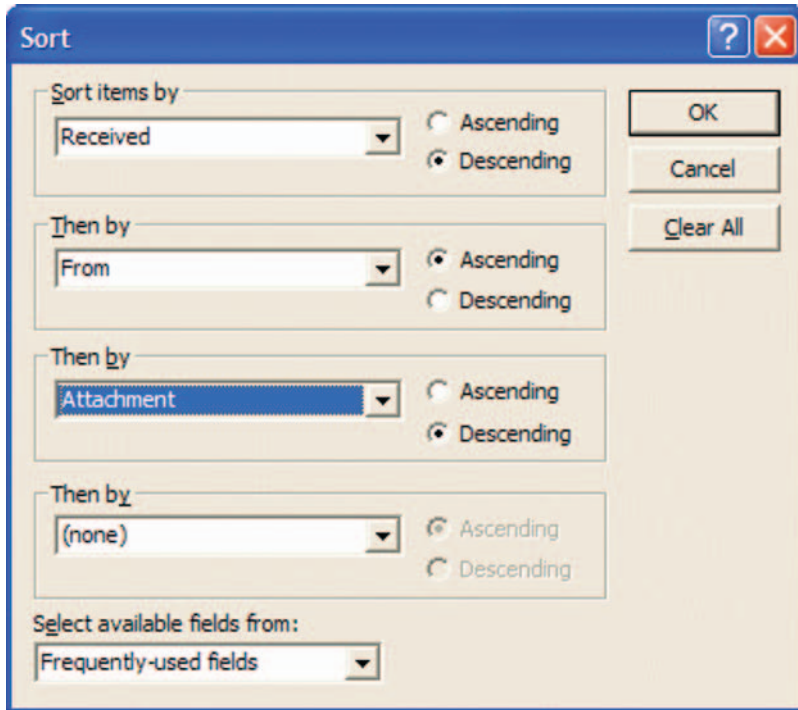 Sort
?
Sort items by
Received
Ascending
Descending
OK
Cancel
Clear All
Then by
From
Ascending
Descending
Then by
Attachment
Ascending
Descending
Then by
(none)
Ascending
Descending
Select available fields from:
Frequently-used fields